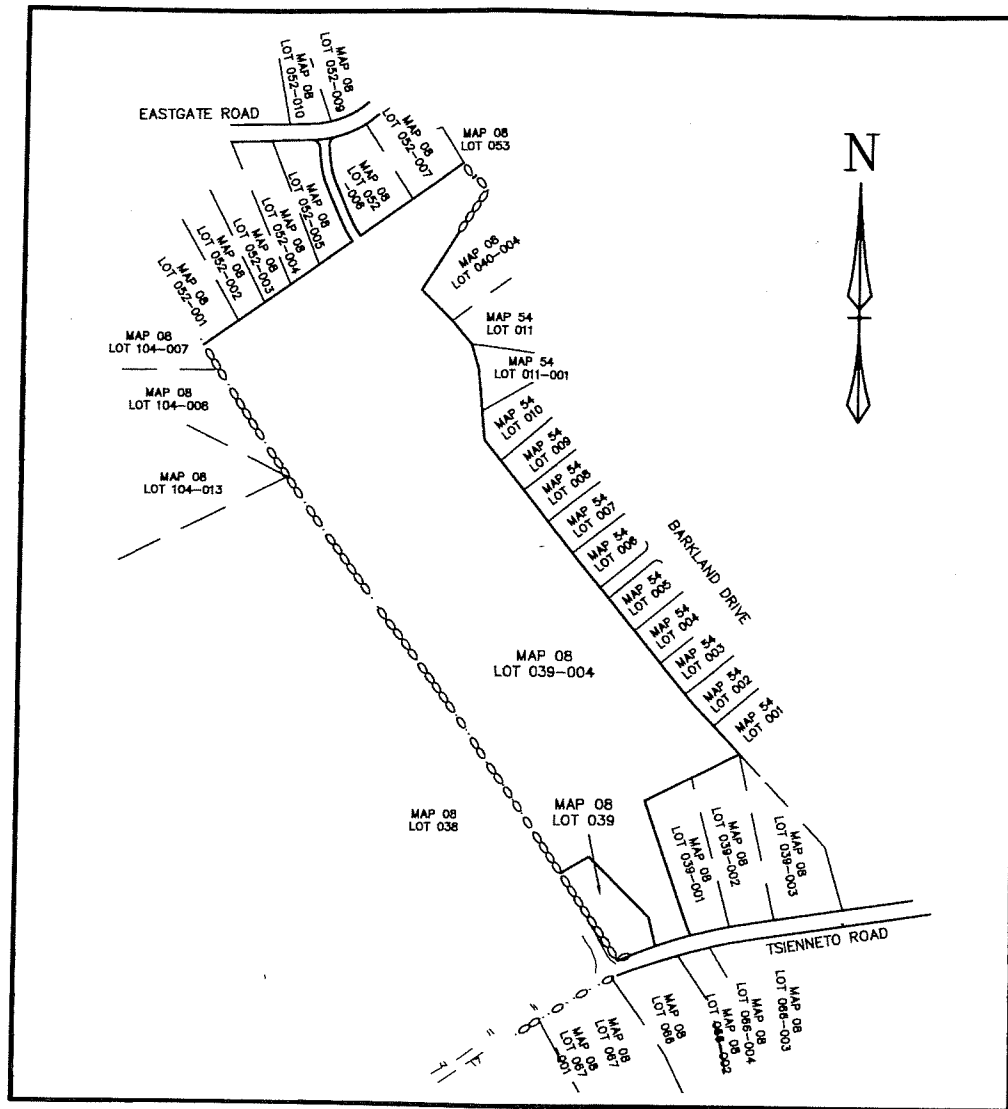 MAP 08
LOT 052-010
MAP 08
LOT 052-009
EASTGATE ROAD
MAP 08
LOT 052-007
MAP 08
LOT 053
MAP 08
LOT 052
-006
MAP 08
LOT 052-005
MAP 08
LOT 052-004
MAP 08
LOT 052-003
MAP 08
LOT 052-002
MAP 08
LOT 052-001
N
MAP 08
LOT 040-004
MAP 54
LOT 011
MAP 08
LOT 104-007
MAP 54
LOT 011-001
MAP 08
LOT 104-008
MAP 54
LOT 010
MAP 54
LOT 009
MAP 08
LOT 104-013
MAP 54
LOT 008
MAP 54
LOT 007
MAP 54
LOT 006
BARKLAND DRIVE
MAP 54
LOT 005
MAP 54
LOT 004
MAP 54
LOT 003
MAP 54
LOT 002
MAP 54
LOT 001
MAP 08
LOT 039-004
MAP 08
LOT 038
MAP 08
LOT 039
MAP 08
LOT 039-001
MAP 08
LOT 039-002
MAP 08
LOT 039-003
TSIENNETO ROAD
MAP 08
LOT 067
-001
MAP 08
LOT 067
MAP 08
LOT 066
MAP 08
LOT 066-002
MAP 08
LOT 066-004
MAP 08
LOT 066-003